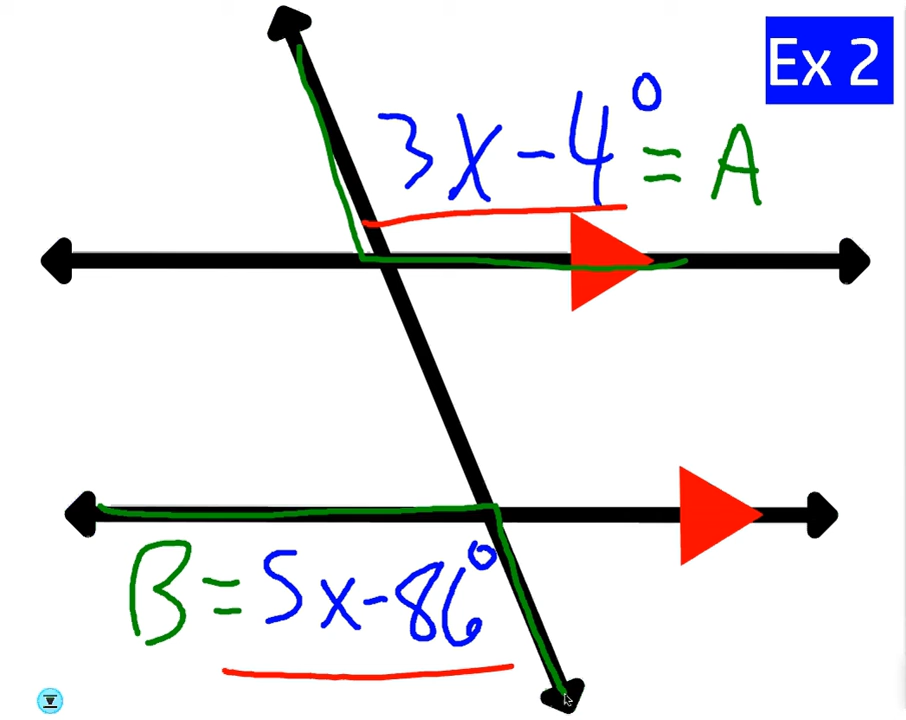 Ex 2
3x-4° = A
B = 5x-86°